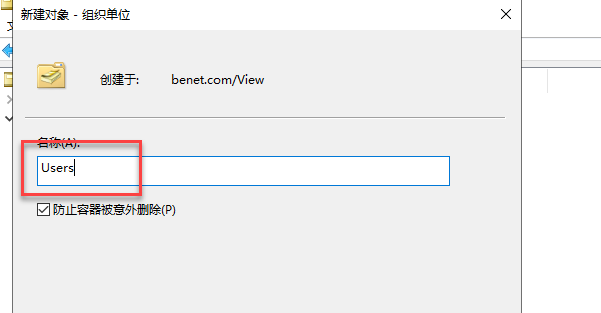 新建对象 - 组织单位
创建于: benet.com/View
名称(A):
Users
防止容器被意外删除(P)